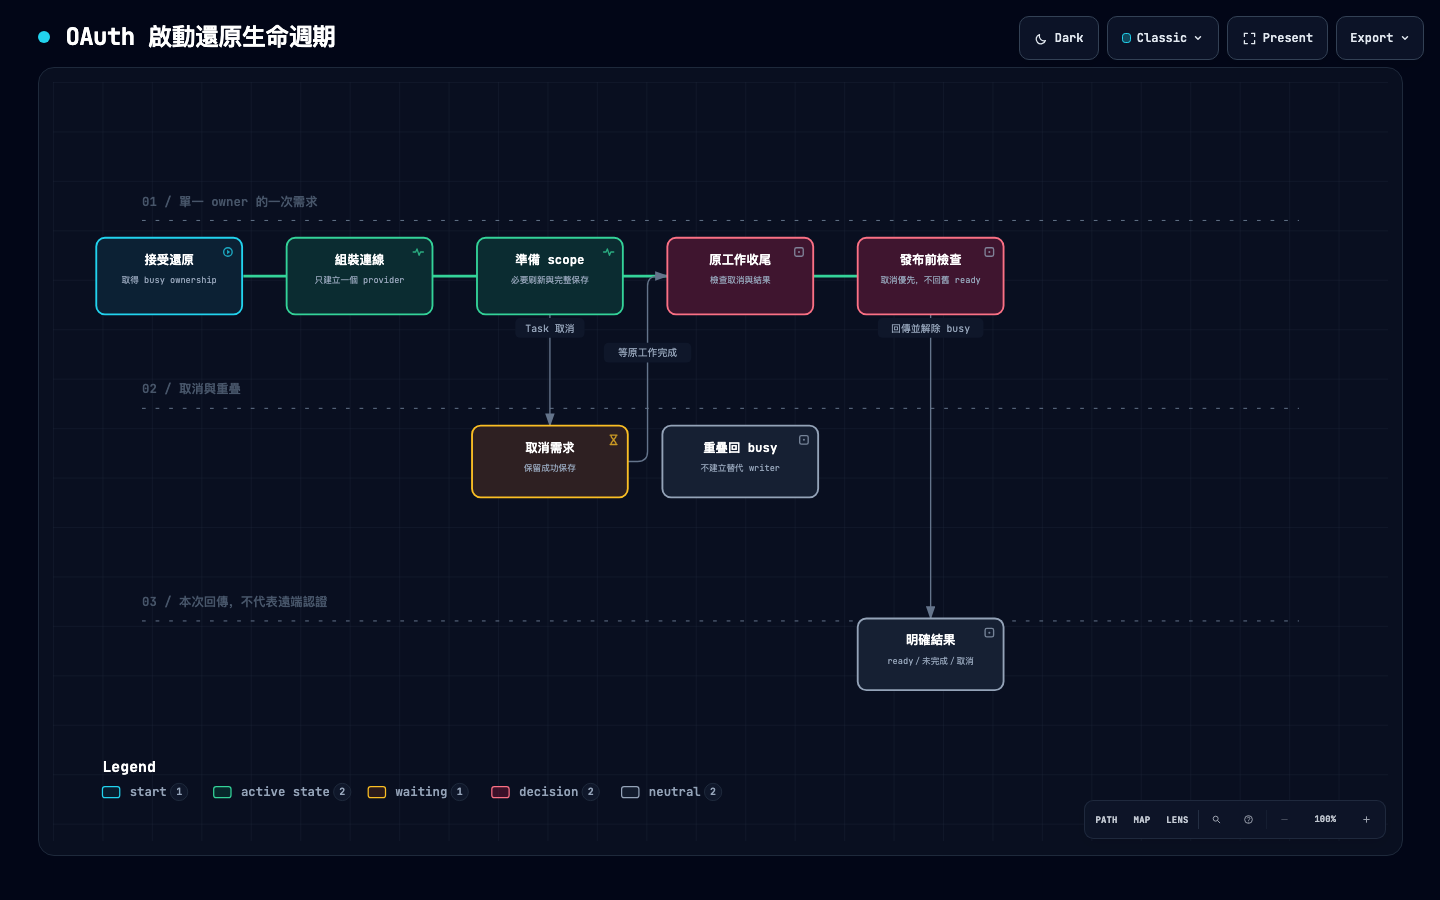 OAuth 啟動還原生命週期
Dark
Classic
Present
Export
01 / 單一 owner 的一次需求
接受還原
取得 busy ownership
組裝連線
只建立一個 provider
準備 scope
必要刷新與完整保存
原工作收尾
檢查取消與結果
發布前檢查
取消優先，不回舊 ready
Task 取消
回傳並解除 busy
等原工作完成
02 / 取消與重疊
取消需求
保留成功保存
重疊回 busy
不建立替代 writer
03 / 本次回傳，不代表遠端認證
明確結果
ready / 未完成 / 取消
Legend
start 1
active state 2
waiting 1
decision 2
neutral 2
PATH
MAP
LENS
100%